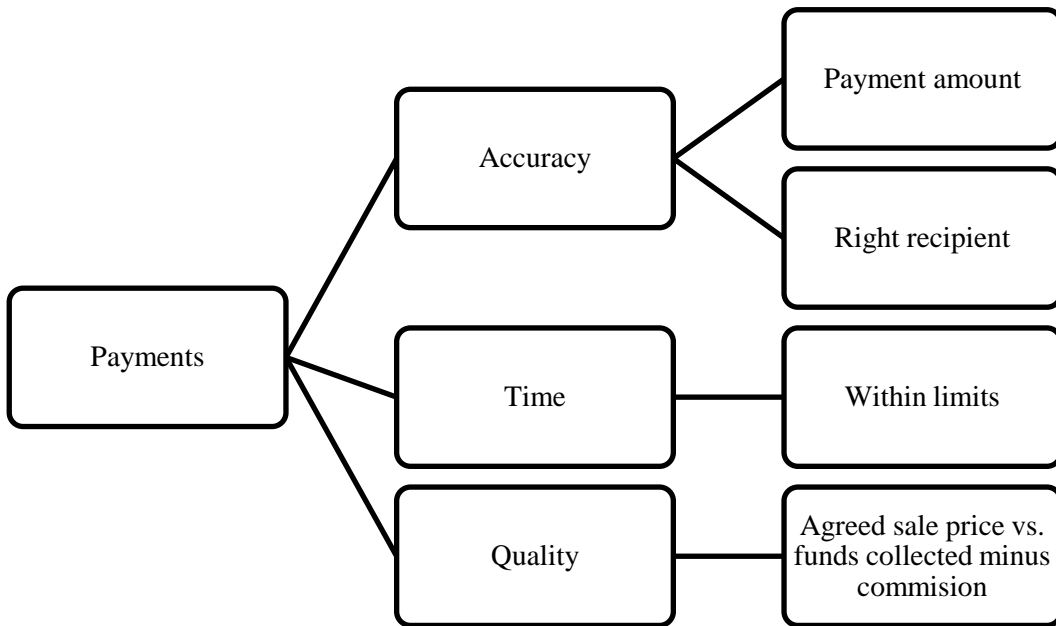 Payments
Accuracy
Payment amount
Right recipient
Time
Within limits
Quality
Agreed sale price vs.
funds collected minus
commision